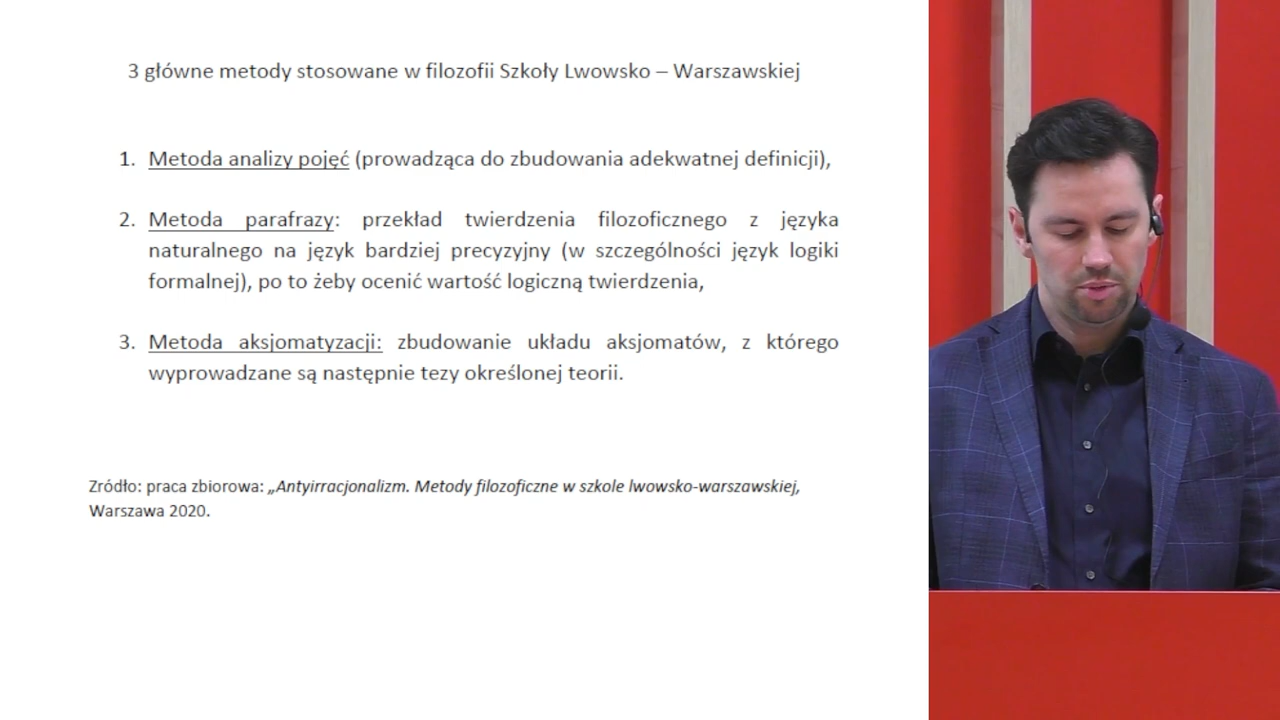 3 główne metody stosowane w filozofii Szkoły Lwowsko – Warszawskiej
1. Metoda analizy pojęć (prowadząca do zbudowania adekwatnej definicji),
2. Metoda parafrazy: przekład twierdzenia filozoficznego z języka
naturalnego na język bardziej precyzyjny (w szczególności język logiki
formalnej), po to żeby ocenić wartość logiczną twierdzenia,
3. Metoda aksjomatyzacji: zbudowanie układu aksjomatów, z którego
wyprowadzane są następnie tezy określonej teorii.
Zródło: praca zbiorowa: „Antyirracjonalizm. Metody filozoficzne w szkole lwowsko-warszawskiej,
Warszawa 2020.